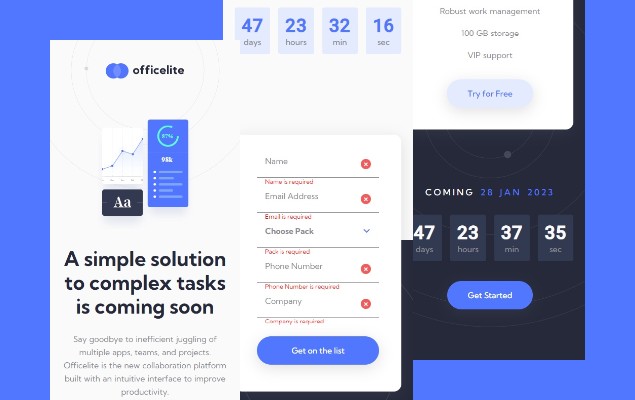 officelite
87%
Aa
A simple solution
to complex tasks
is coming soon
Say goodbye to inefficient juggling of
multiple apps, teams, and projects.
Officelite is the new collaboration platform
built with an intuitive interface to improve
productivity.
47 23 32 16
days hours min sec
Name
Name is required
Email Address
Email is required
Choose Pack
Pack is required
Phone Number
Phone Number is required
Company
Company is required
Get on the list
Robust work management
100 GB storage
VIP support
Try for Free
COMING 28 JAN 2023
47 23 37 35
days hours min sec
Get Started